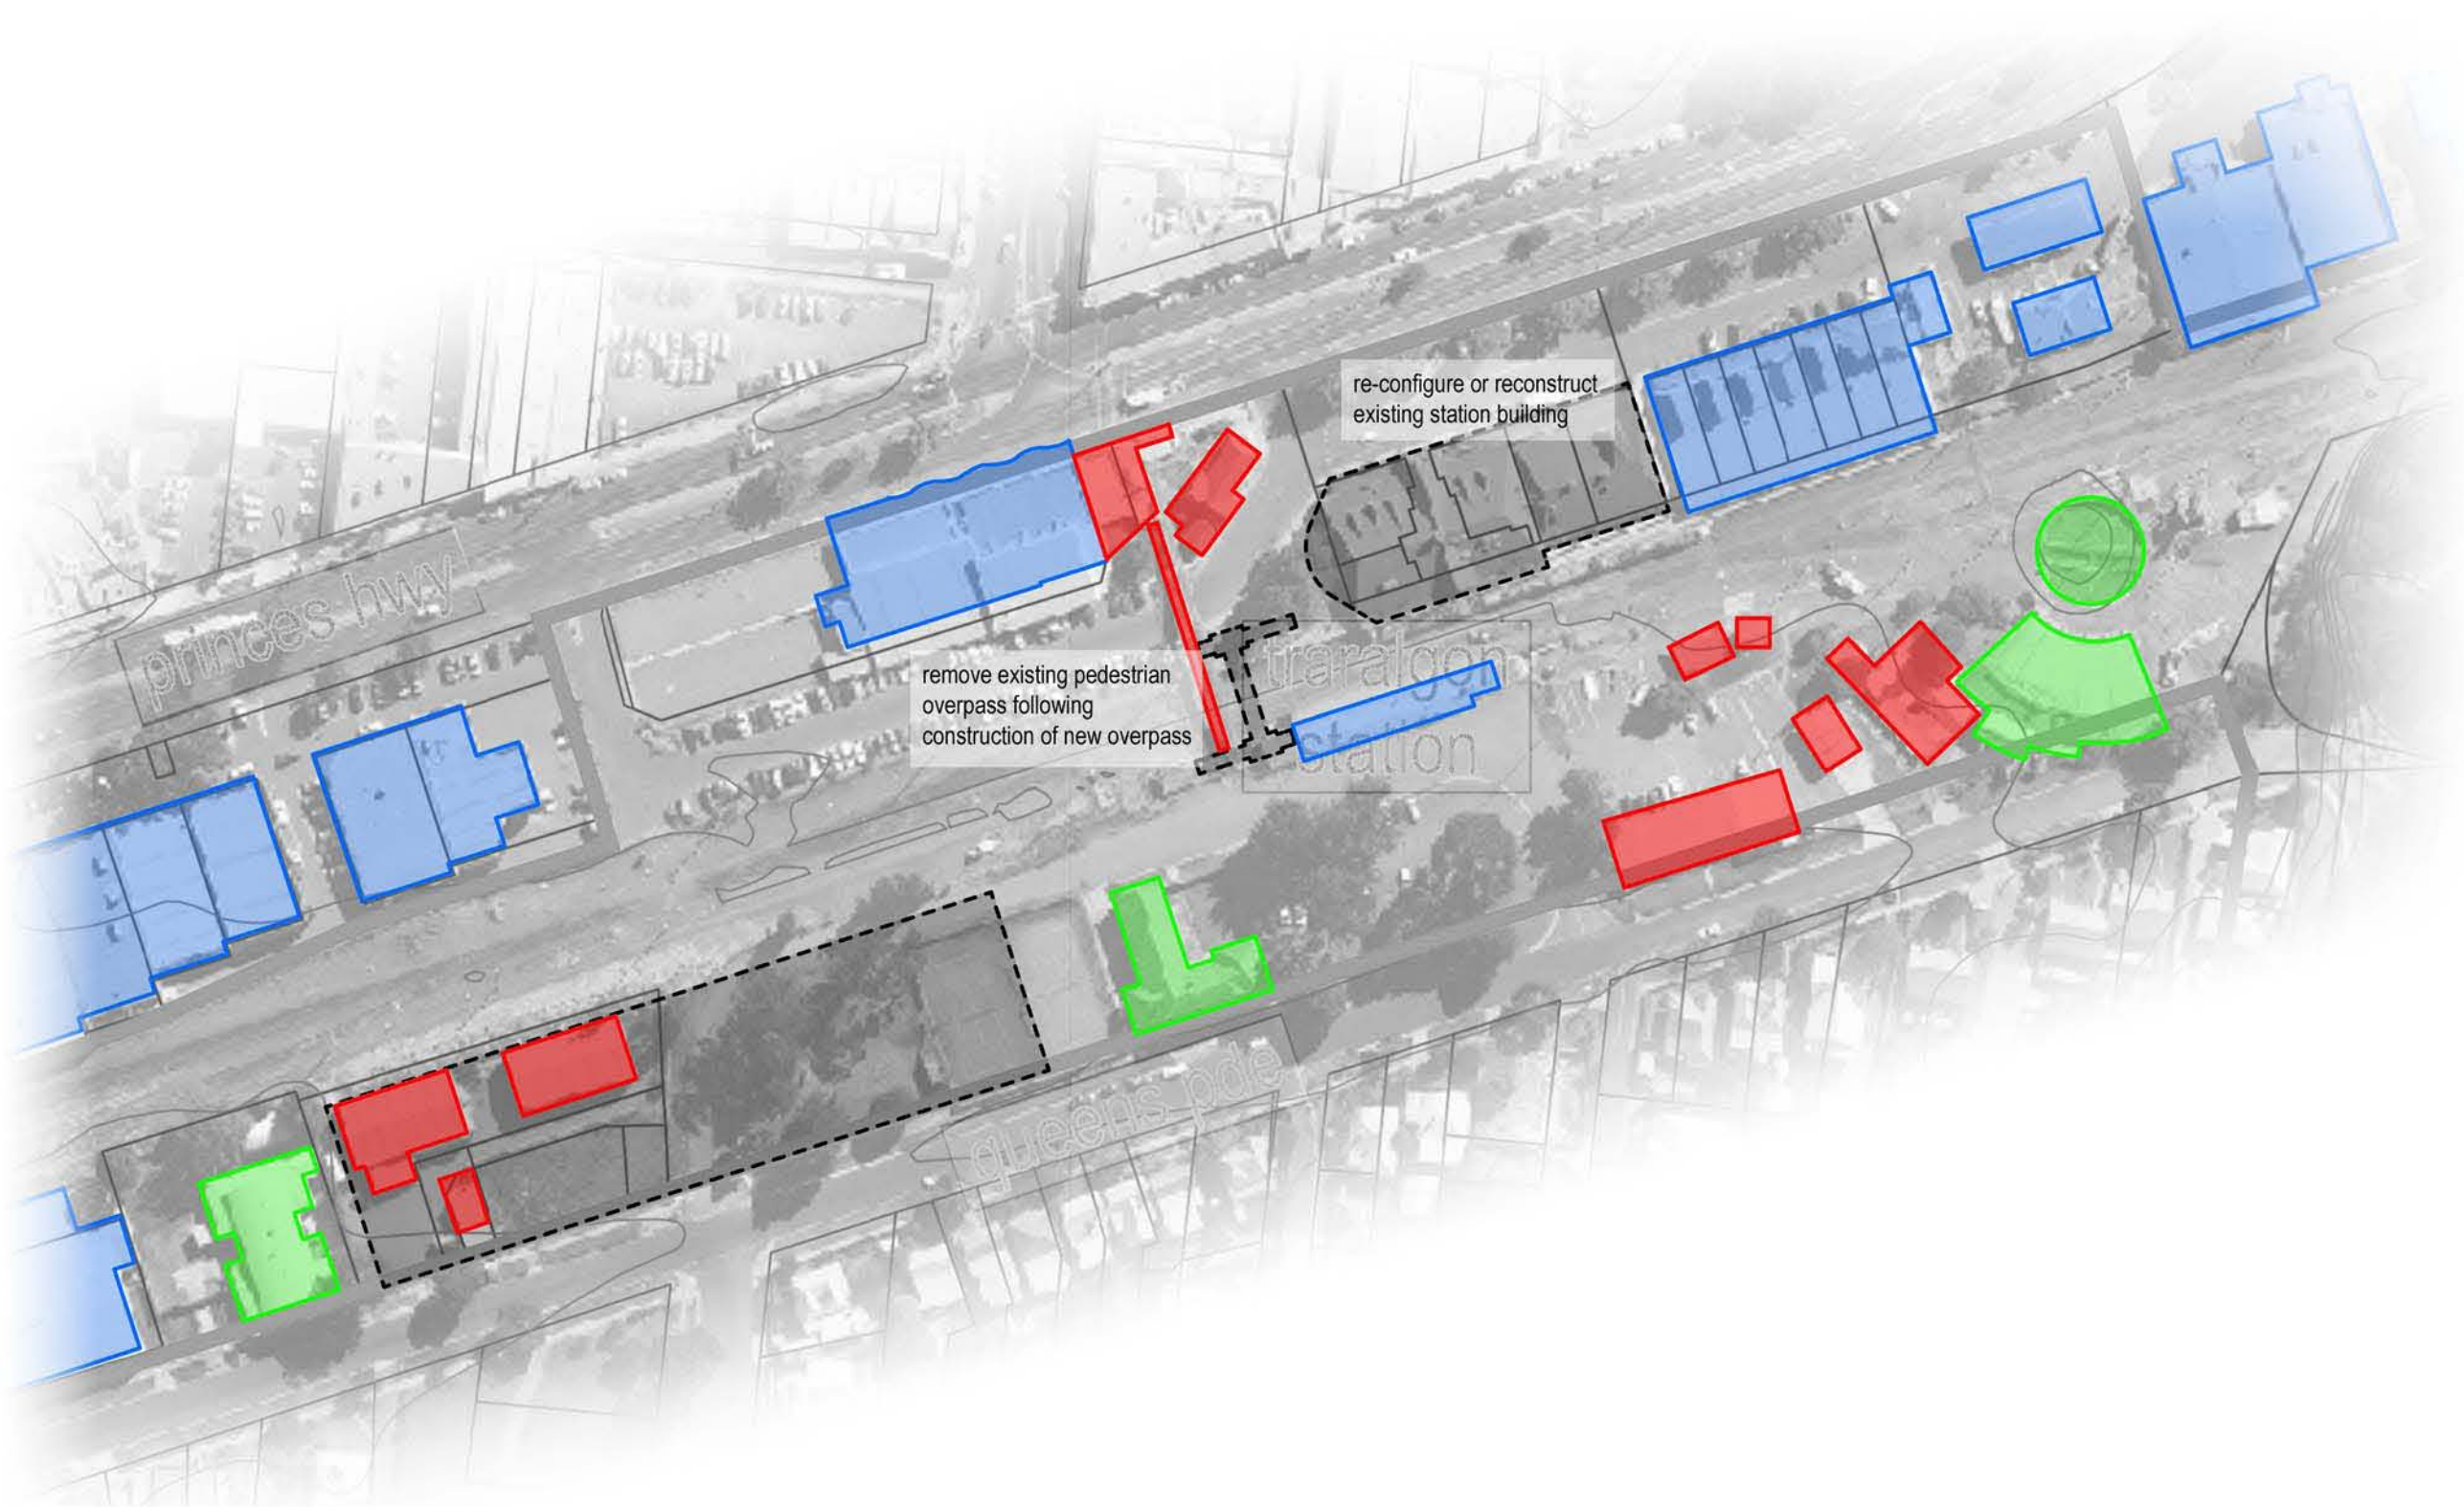 re-configure or reconstruct
existing station building
princes hwy
remove existing pedestrian
overpass following
construction of new overpass
traralgon
station
queens pde